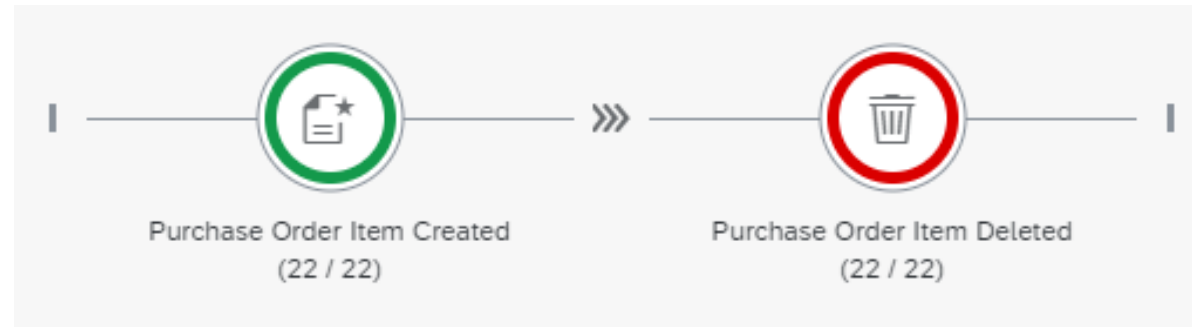 Purchase Order Item Created
(22 / 22)
Purchase Order Item Deleted
(22 / 22)